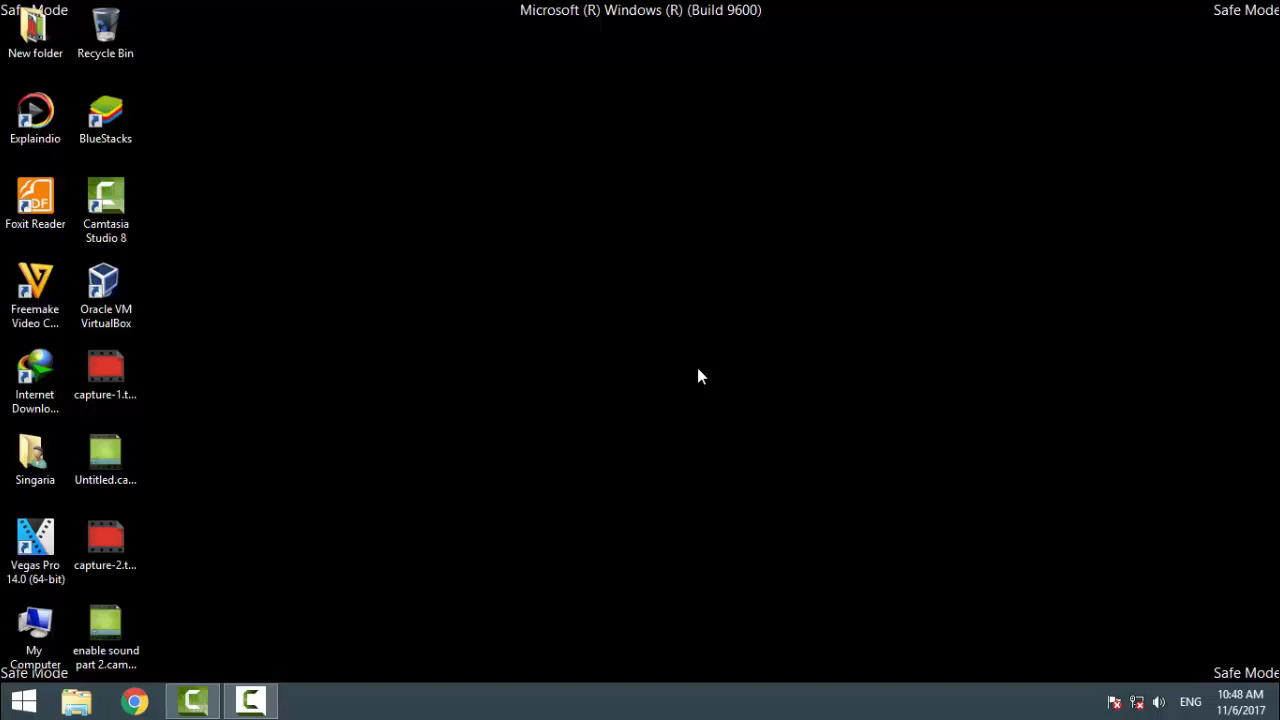 Safe Mode
Microsoft (R) Windows (R) (Build 9600)
Safe Mode
New folder
Recycle Bin
Explaindio
BlueStacks
Foxit Reader
Camtasia
Studio 8
Freemake
Video C...
Oracle VM
VirtualBox
Internet
Downlo...
capture-1.t...
Singaria
Untitled.ca...
Vegas Pro
14.0 (64-bit)
capture-2.t...
My
Computer
enable sound
part 2.cam...
Safe Mode
Safe Mode
ENG
10:48 AM
11/6/2017